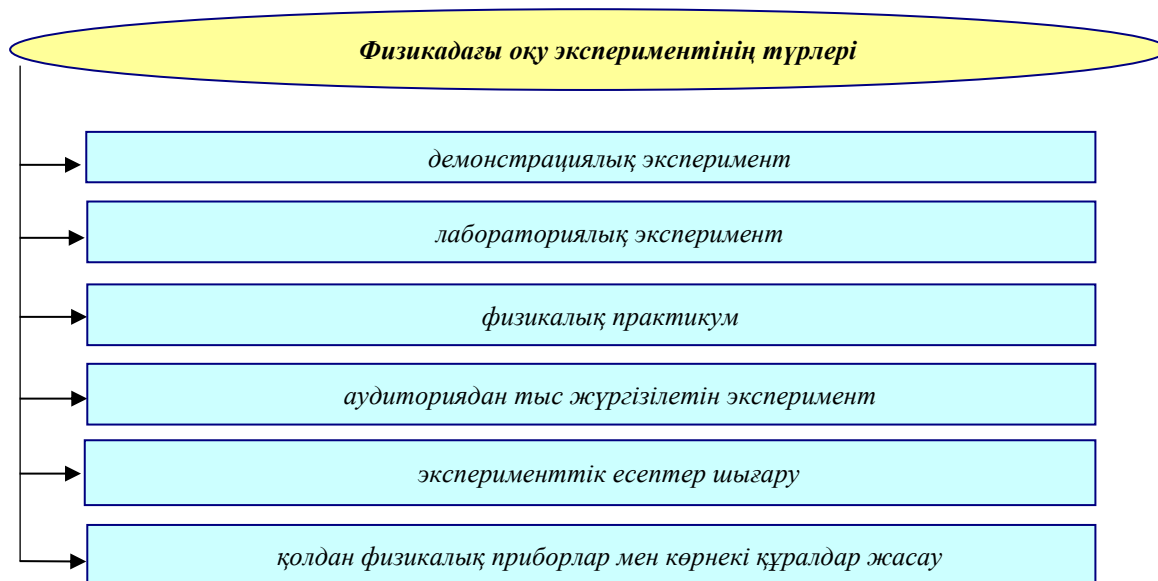 Физикадағы оқу экспериментінің түрлері
демонстрациялық эксперимент
лабораториялық эксперимент
физикалық практикум
аудиториядан тыс жүргізілетін эксперимент
эксперименттік есептер шығару
қолдан физикалық приборлар мен көрнекі құралдар жасау